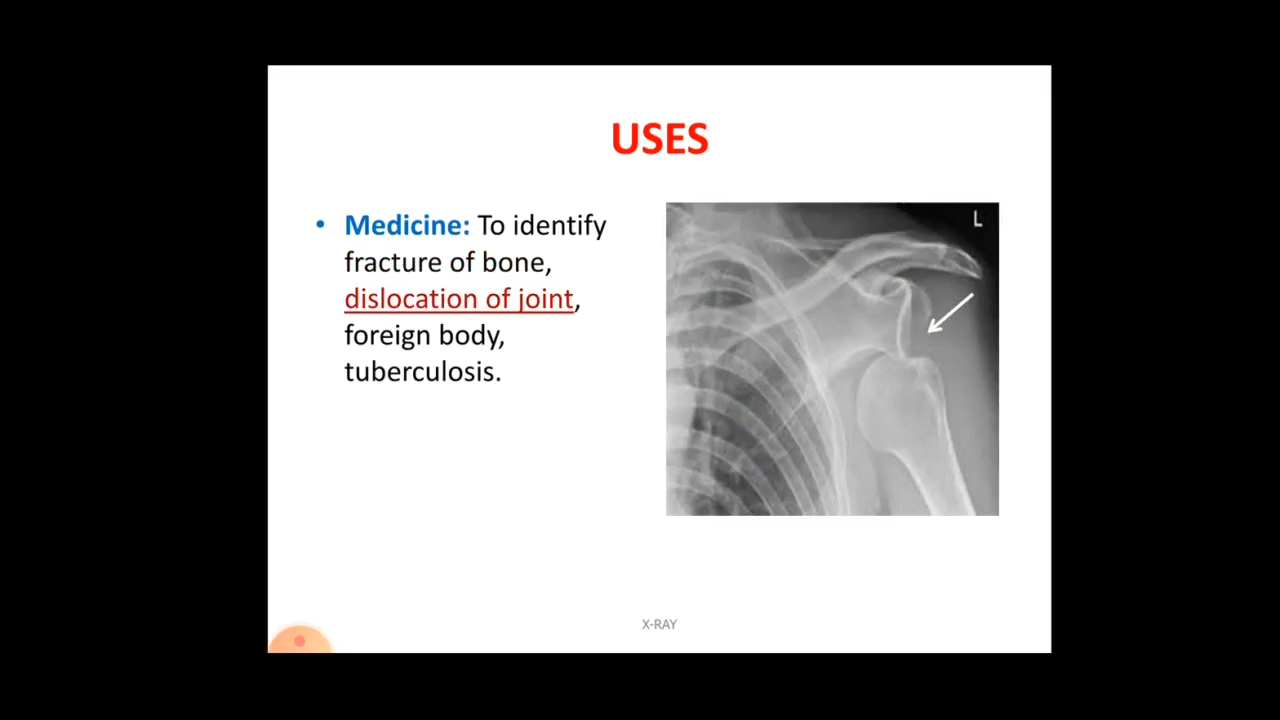 USES
• Medicine: To identify
fracture of bone,
dislocation of joint,
foreign body,
tuberculosis.
L
X-RAY